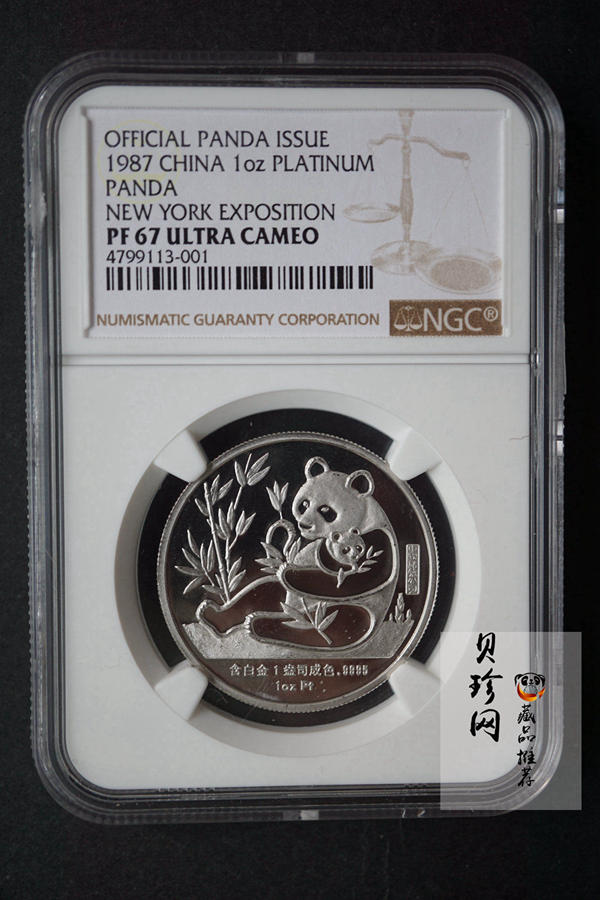 OFFICIAL PANDA ISSUE
1987 CHINA 1oz PLATINUM
PANDA
NEW YORK EXPOSITION
PF 67 ULTRA CAMEO
4799113-001
NUMISMATIC GUARANTY CORPORATION
NGC®
含白金1盎司成色.9995
1oz Pt
贝珍网
藏品推荐